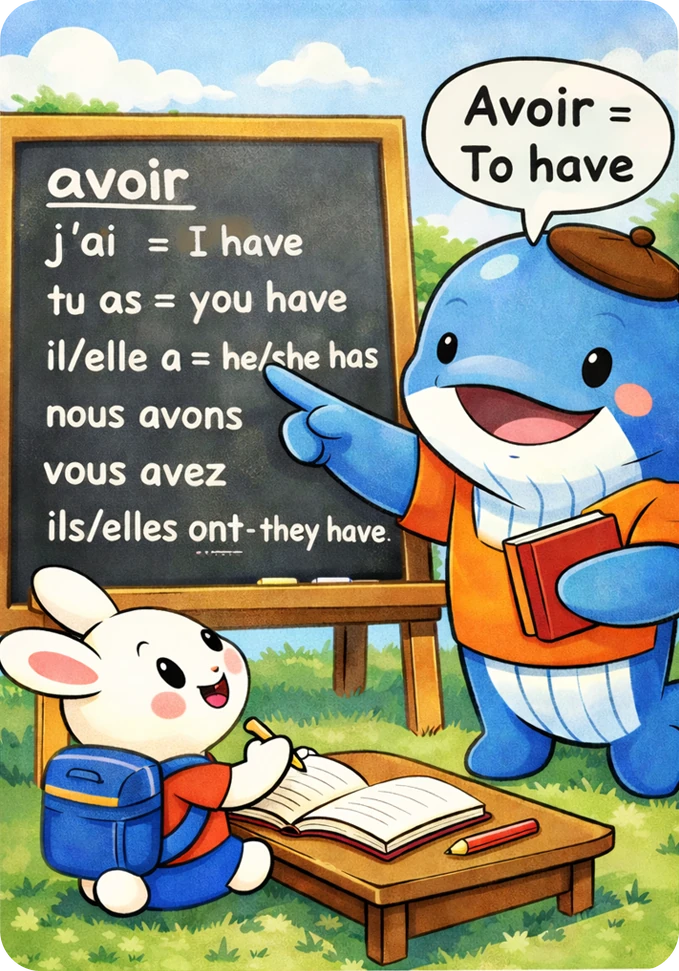 Avoir =
To have
avoir
j'ai = I have
tu as = you have
il/elle a = he/she has
nous avons
vous avez
ils/elles ont - they have.